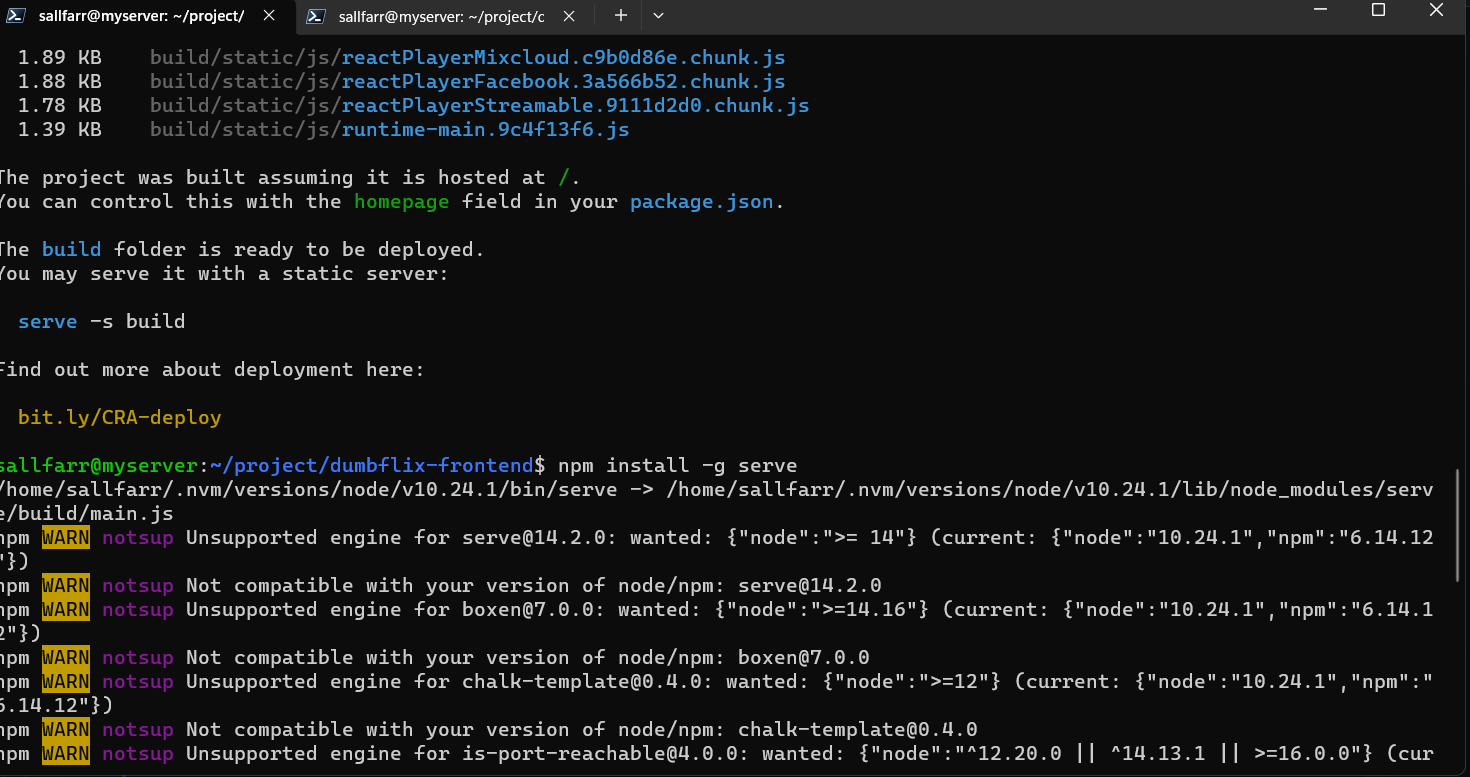 sallfarr@myserver: ~/project/
sallfarr@myserver: ~/project/c
1.89 KB    build/static/js/reactPlayerMixcloud.c9b0d86e.chunk.js
1.88 KB    build/static/js/reactPlayerFacebook.3a566b52.chunk.js
1.78 KB    build/static/js/reactPlayerStreamable.9111d2d0.chunk.js
1.39 KB    build/static/js/runtime-main.9c4f13f6.js
The project was built assuming it is hosted at /.
You can control this with the homepage field in your package.json.
The build folder is ready to be deployed.
You may serve it with a static server:
serve -s build
Find out more about deployment here:
bit.ly/CRA-deploy
sallfarr@myserver:~/project/dumbflix-frontend$ npm install -g serve
/home/sallfarr/.nvm/versions/node/v10.24.1/bin/serve -> /home/sallfarr/.nvm/versions/node/v10.24.1/lib/node_modules/serv
e/build/main.js
npm WARN notsup Unsupported engine for serve@14.2.0: wanted: {"node":">= 14"} (current: {"node":"10.24.1","npm":"6.14.12
"})
npm WARN notsup Not compatible with your version of node/npm: serve@14.2.0
npm WARN notsup Unsupported engine for boxen@7.0.0: wanted: {"node":">=14.16"} (current: {"node":"10.24.1","npm":"6.14.1
2"})
npm WARN notsup Not compatible with your version of node/npm: boxen@7.0.0
npm WARN notsup Unsupported engine for chalk-template@0.4.0: wanted: {"node":">=12"} (current: {"node":"10.24.1","npm":"
6.14.12"})
npm WARN notsup Not compatible with your version of node/npm: chalk-template@0.4.0
npm WARN notsup Unsupported engine for is-port-reachable@4.0.0: wanted: {"node":"^12.20.0 || ^14.13.1 || >=16.0.0"} (cur